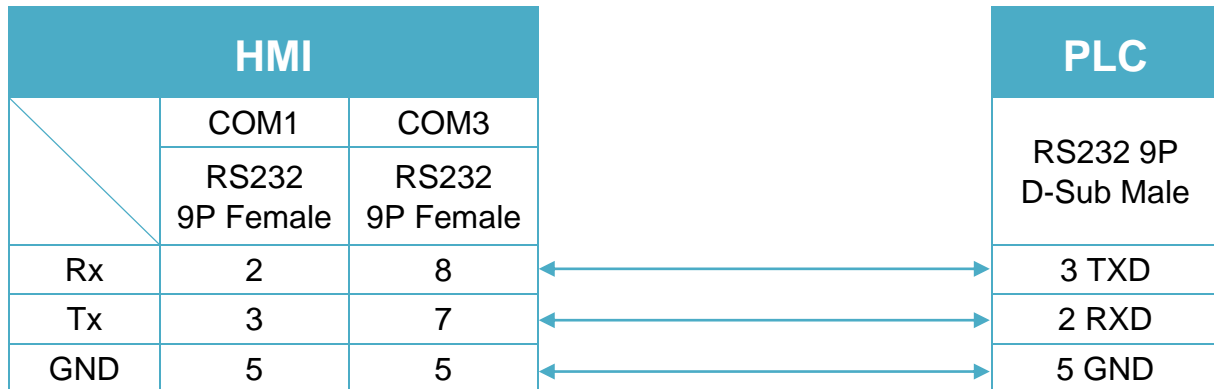 HMI
PLC
COM1 COM3
RS232
9P Female
RS232
9P Female
RS232 9P
D-Sub Male
Rx 2 8 3 TXD
Tx 3 7 2 RXD
GND 5 5 5 GND